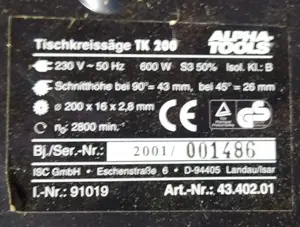 Tischkreissäge TK 200
ALPHA TOOLS
230 V ~ 50 Hz 600 W S3 50% Isol. Kl.: B
Schnitthöhe bei 90°= 43 mm, bei 45°= 26 mm
ø 200 x 16 x 2,8 mm
n0: 2800 min⁻¹
Bj./Ser.-Nr.: 2001/ 001486
ISC GmbH • Eschenstraße 6 • D-94405 Landau/Isar
I.-Nr.: 91019 Art.-Nr.: 43.402.01